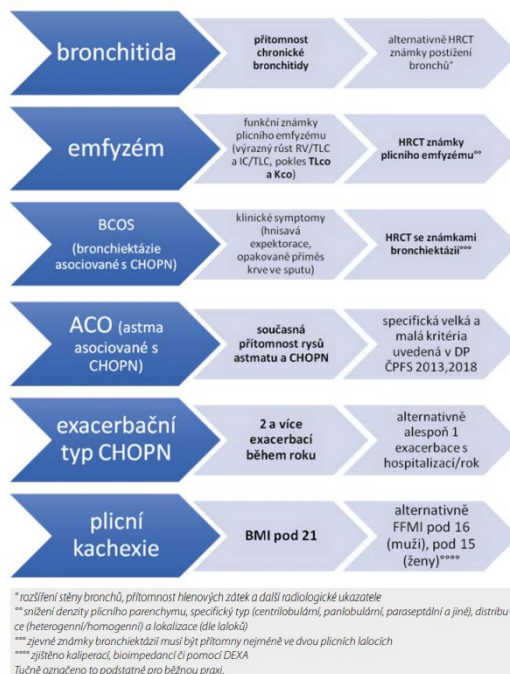 bronchitida
přítomnost
chronické
bronchitidy
alternativně HRCT
známky postižení
bronchů°
emfyzém
funkční známky
plicního emfyzému
(výrazný růst RV/TLC
a IC/TLC, pokles TLco
a Kco)
HRCT známky
plicního emfyzému°°
BCOS
(bronchiektázie
asociované s CHOPN)
klinické symptomy
(hnisavá
expektorace,
opakovaně příměs
krve ve sputu)
HRCT se známkami
bronchiektázií°°°
ACO (astma
asociované s
CHOPN)
současná
přítomnost rysů
astmatu a CHOPN
specifická velká a
malá kritéria
uvedená v DP
ČPFS 2013,2018
exacerbační
typ CHOPN
2 a více
exacerbací
během roku
alternativně
alespoň 1
exacerbace s
hospitalizací/rok
plicní
kachexie
BMI pod 21
alternativně
FFMI pod 16
(muži), pod 15
(ženy)°°°°
° rozšíření stěny bronchů, přítomnost hlenových zátek a další radiologické ukazatele
°° snížení denzity plicního parenchymu, specifický typ (centrilobulární, panlobulární, paraseptální a jiné), distribu-
ce (heterogenní/homogenní) a lokalizace (dle laloků)
°°° zjevné známky bronchiektázií musí být přítomny nejméně ve dvou plicních lalocích
°°°° zjištěno kaliperací, bioimpedancí či pomocí DEXA
Tučně označeno to podstatné pro běžnou praxi.